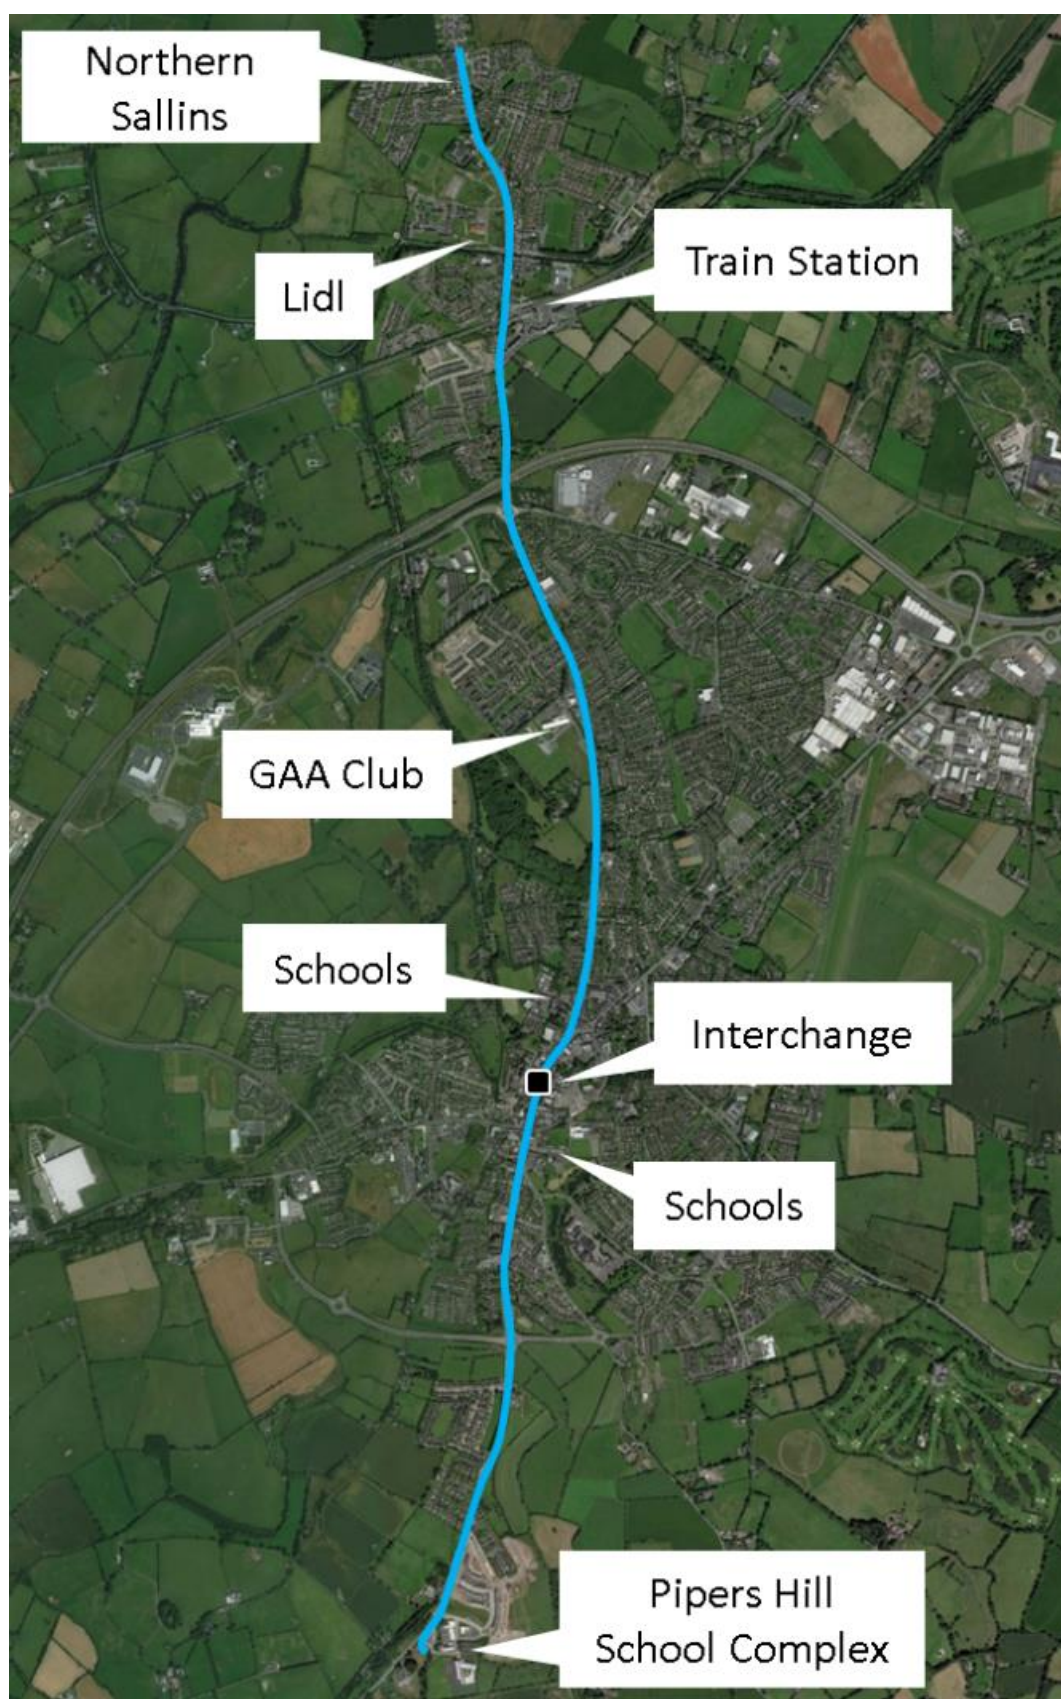 Northern
Sallins
Train Station
Lidl
GAA Club
Schools
Interchange
Schools
Pipers Hill
School Complex